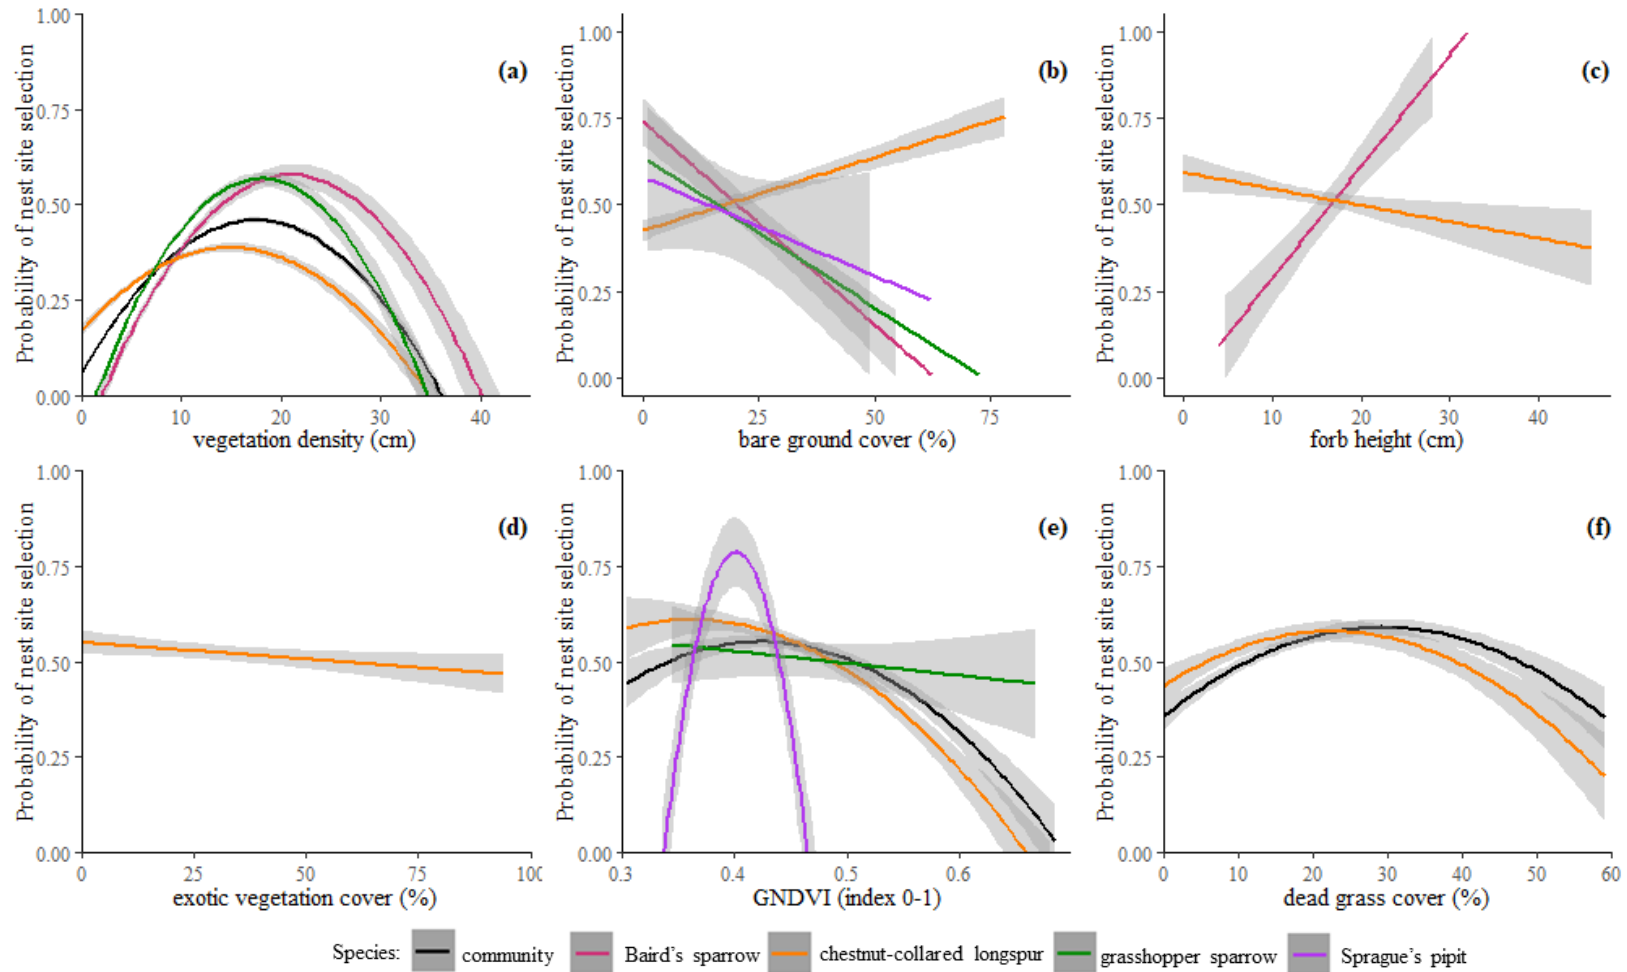 (a)
Probability of nest site selection
1.00
0.75
0.50
0.25
0.00
0 10 20 30 40
vegetation density (cm)
(b)
Probability of nest site selection
1.00
0.75
0.50
0.25
0.00
0 25 50 75
bare ground cover (%)
(c)
Probability of nest site selection
1.00
0.75
0.50
0.25
0.00
0 10 20 30 40
forb height (cm)
(d)
Probability of nest site selection
1.00
0.75
0.50
0.25
0.00
0 25 50 75 100
exotic vegetation cover (%)
(e)
Probability of nest site selection
1.00
0.75
0.50
0.25
0.00
0.3 0.4 0.5 0.6
GNDVI (index 0-1)
(f)
Probability of nest site selection
1.00
0.75
0.50
0.25
0.00
0 10 20 30 40 50 60
dead grass cover (%)
Species: community Baird's sparrow chestnut-collared longspur grasshopper sparrow Sprague's pipit